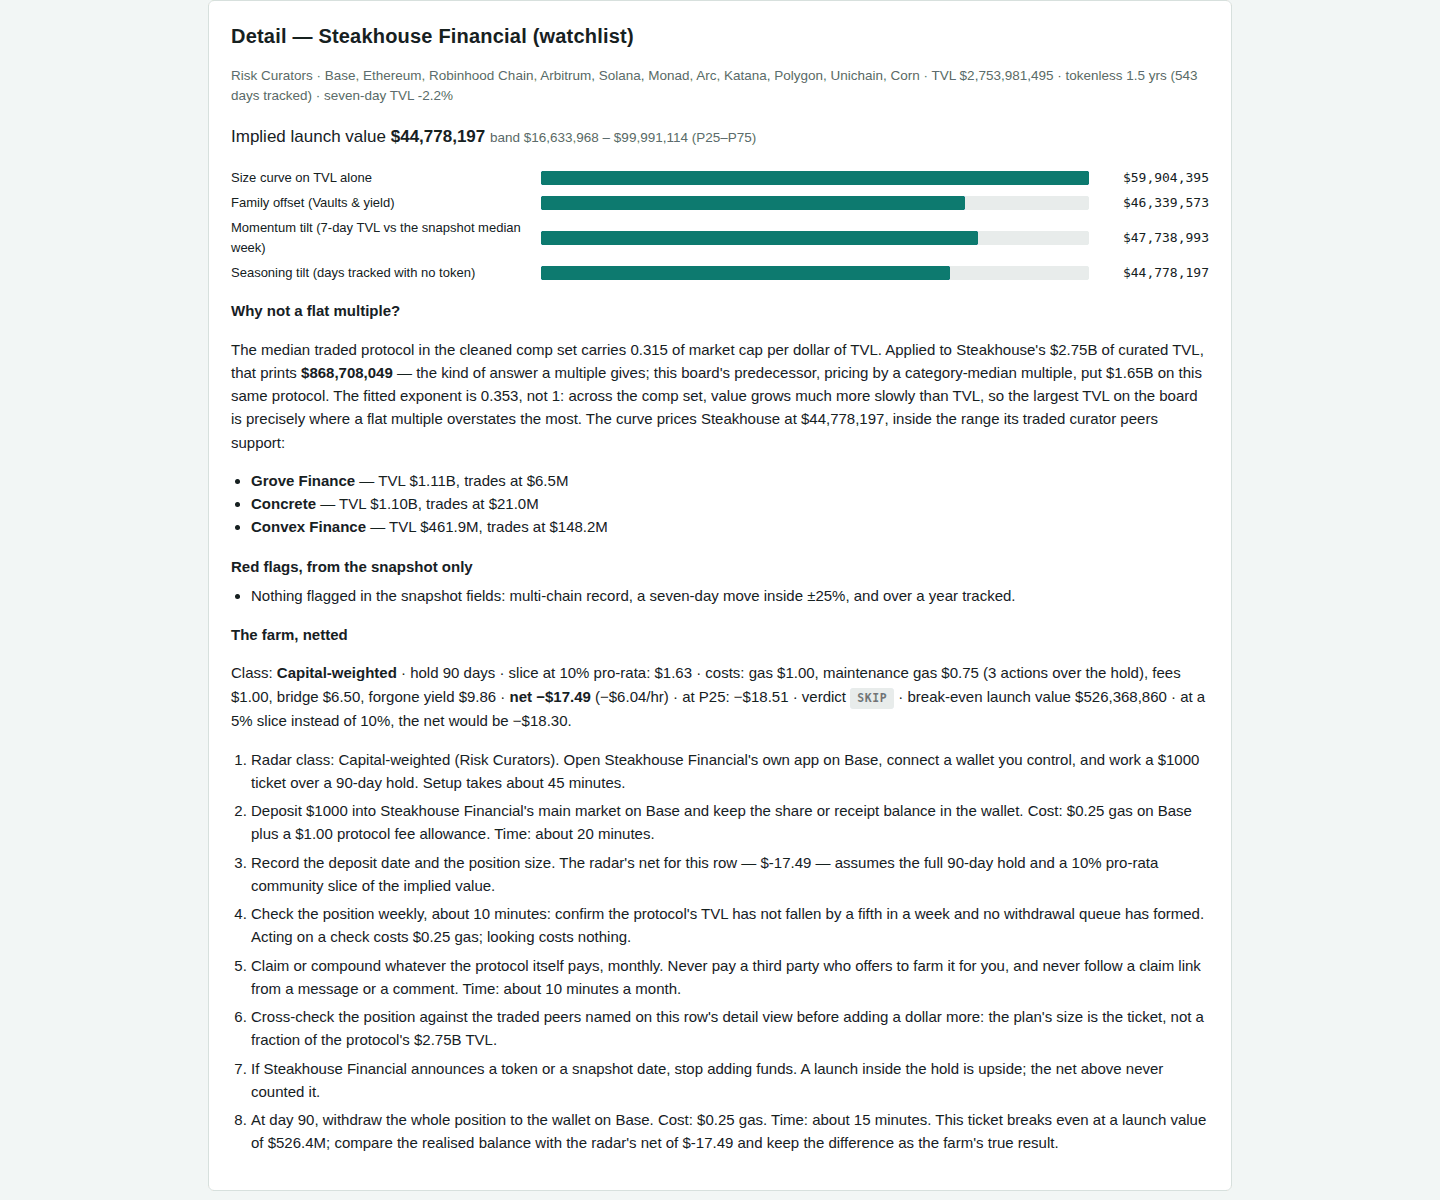 Detail — Steakhouse Financial (watchlist)
Risk Curators · Base, Ethereum, Robinhood Chain, Arbitrum, Solana, Monad, Arc, Katana, Polygon, Unichain, Corn · TVL $2,753,981,495 · tokenless 1.5 yrs (543
days tracked) · seven-day TVL -2.2%
Implied launch value $44,778,197 band $16,633,968 – $99,991,114 (P25–P75)
Size curve on TVL alone $59,904,395
Family offset (Vaults & yield) $46,339,573
Momentum tilt (7-day TVL vs the snapshot median
week) $47,738,993
Seasoning tilt (days tracked with no token) $44,778,197
Why not a flat multiple?
The median traded protocol in the cleaned comp set carries 0.315 of market cap per dollar of TVL. Applied to Steakhouse's $2.75B of curated TVL,
that prints $868,708,049 — the kind of answer a multiple gives; this board's predecessor, pricing by a category-median multiple, put $1.65B on this
same protocol. The fitted exponent is 0.353, not 1: across the comp set, value grows much more slowly than TVL, so the largest TVL on the board
is precisely where a flat multiple overstates the most. The curve prices Steakhouse at $44,778,197, inside the range its traded curator peers
support:
• Grove Finance — TVL $1.11B, trades at $6.5M
• Concrete — TVL $1.10B, trades at $21.0M
• Convex Finance — TVL $461.9M, trades at $148.2M
Red flags, from the snapshot only
• Nothing flagged in the snapshot fields: multi-chain record, a seven-day move inside ±25%, and over a year tracked.
The farm, netted
Class: Capital-weighted · hold 90 days · slice at 10% pro-rata: $1.63 · costs: gas $1.00, maintenance gas $0.75 (3 actions over the hold), fees
$1.00, bridge $6.50, forgone yield $9.86 · net −$17.49 (−$6.04/hr) · at P25: −$18.51 · verdict SKIP · break-even launch value $526,368,860 · at a
5% slice instead of 10%, the net would be −$18.30.
1. Radar class: Capital-weighted (Risk Curators). Open Steakhouse Financial's own app on Base, connect a wallet you control, and work a $1000
ticket over a 90-day hold. Setup takes about 45 minutes.
2. Deposit $1000 into Steakhouse Financial's main market on Base and keep the share or receipt balance in the wallet. Cost: $0.25 gas on Base
plus a $1.00 protocol fee allowance. Time: about 20 minutes.
3. Record the deposit date and the position size. The radar's net for this row — $-17.49 — assumes the full 90-day hold and a 10% pro-rata
community slice of the implied value.
4. Check the position weekly, about 10 minutes: confirm the protocol's TVL has not fallen by a fifth in a week and no withdrawal queue has formed.
Acting on a check costs $0.25 gas; looking costs nothing.
5. Claim or compound whatever the protocol itself pays, monthly. Never pay a third party who offers to farm it for you, and never follow a claim link
from a message or a comment. Time: about 10 minutes a month.
6. Cross-check the position against the traded peers named on this row's detail view before adding a dollar more: the plan's size is the ticket, not a
fraction of the protocol's $2.75B TVL.
7. If Steakhouse Financial announces a token or a snapshot date, stop adding funds. A launch inside the hold is upside; the net above never
counted it.
8. At day 90, withdraw the whole position to the wallet on Base. Cost: $0.25 gas. Time: about 15 minutes. This ticket breaks even at a launch value
of $526.4M; compare the realised balance with the radar's net of $-17.49 and keep the difference as the farm's true result.